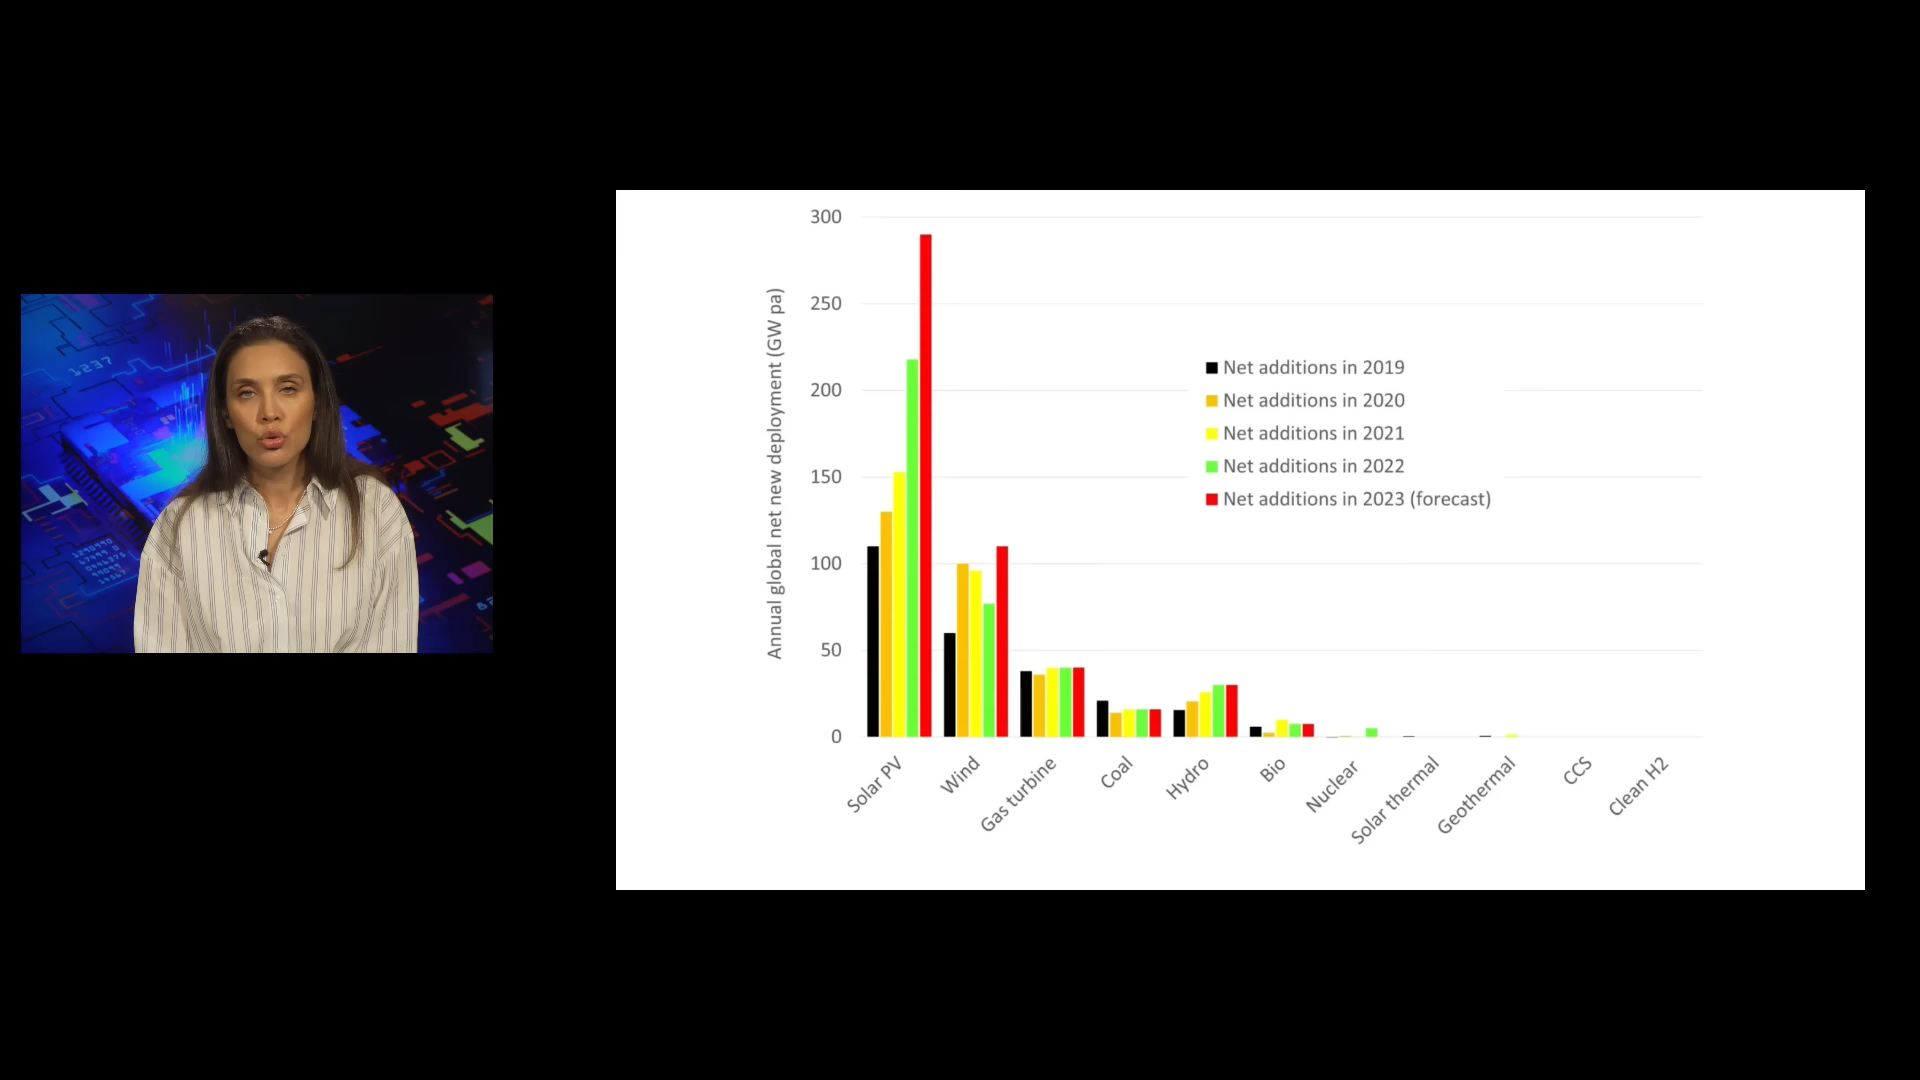 1237
300
250
200
150
100
50
0
Annual global net new deployment (GW pa)
Net additions in 2019
Net additions in 2020
Net additions in 2021
Net additions in 2022
Net additions in 2023 (forecast)
Solar PV
Wind
Gas turbine
Coal
Hydro
Bio
Nuclear
Solar thermal
Geothermal
CCS
Clean H2